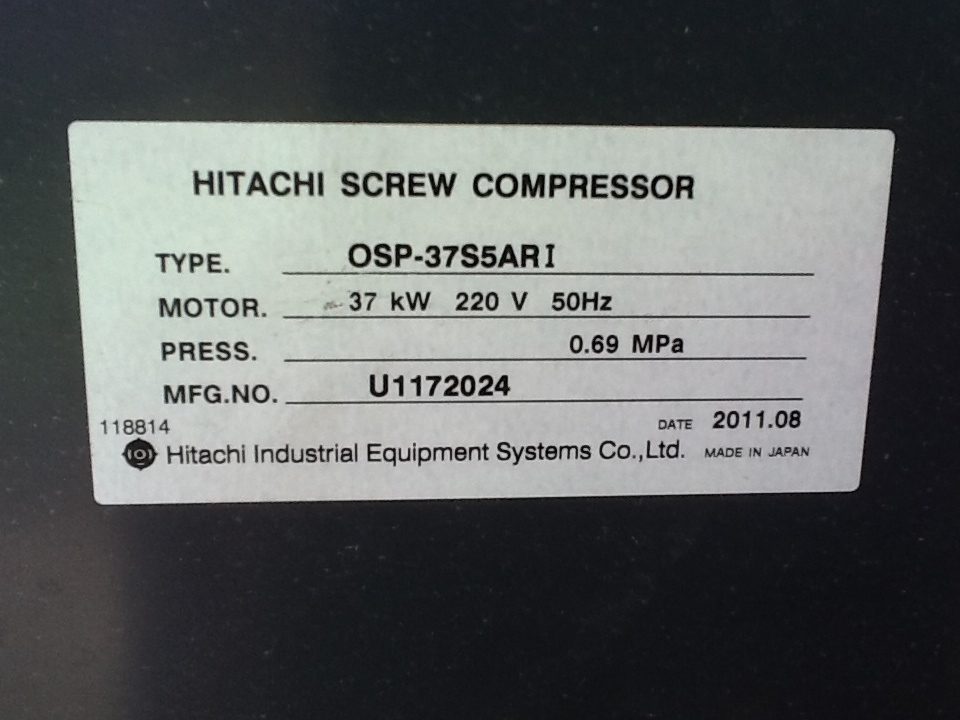 HITACHI SCREW COMPRESSOR
TYPE. OSP-37S5ARI
MOTOR. 37 kW 220 V 50Hz
PRESS. 0.69 MPa
MFG.NO. U1172024
118814 DATE 2011.08
Hitachi Industrial Equipment Systems Co.,Ltd. MADE IN JAPAN